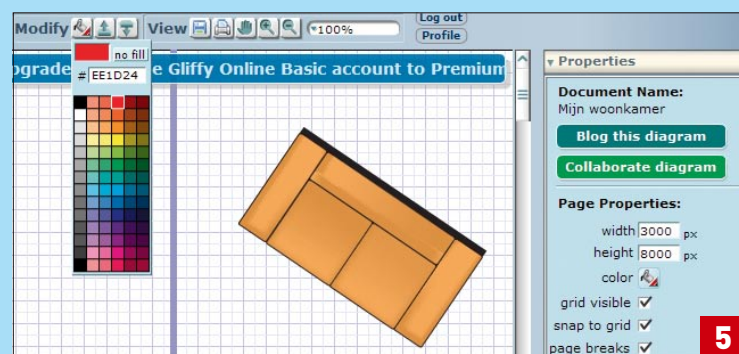 Modify View 100% Log out
Profile
no fill
# EE1D24
pgrade e Gliffy Online Basic account to Premium
Properties
Document Name:
Mijn woonkamer
Blog this diagram
Collaborate diagram
Page Properties:
width 3000 px
height 8000 px
color
grid visible
snap to grid
page breaks
5